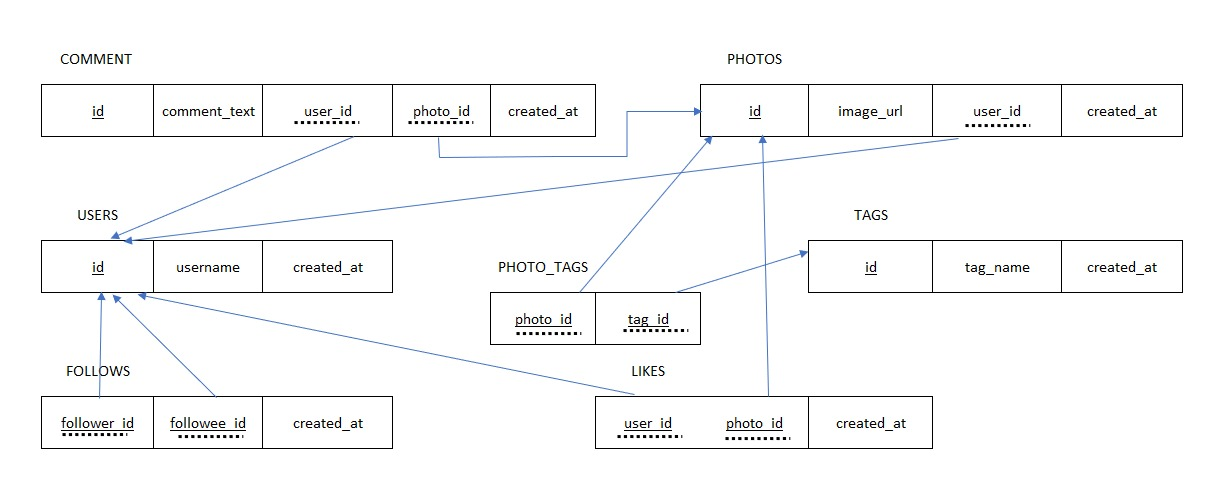 COMMENT
PHOTOS
id comment_text user_id photo_id created_at
id image_url user_id created_at
USERS
TAGS
id username created_at
id tag_name created_at
PHOTO_TAGS
photo_id tag_id
FOLLOWS
LIKES
follower_id followee_id created_at
user_id photo_id created_at